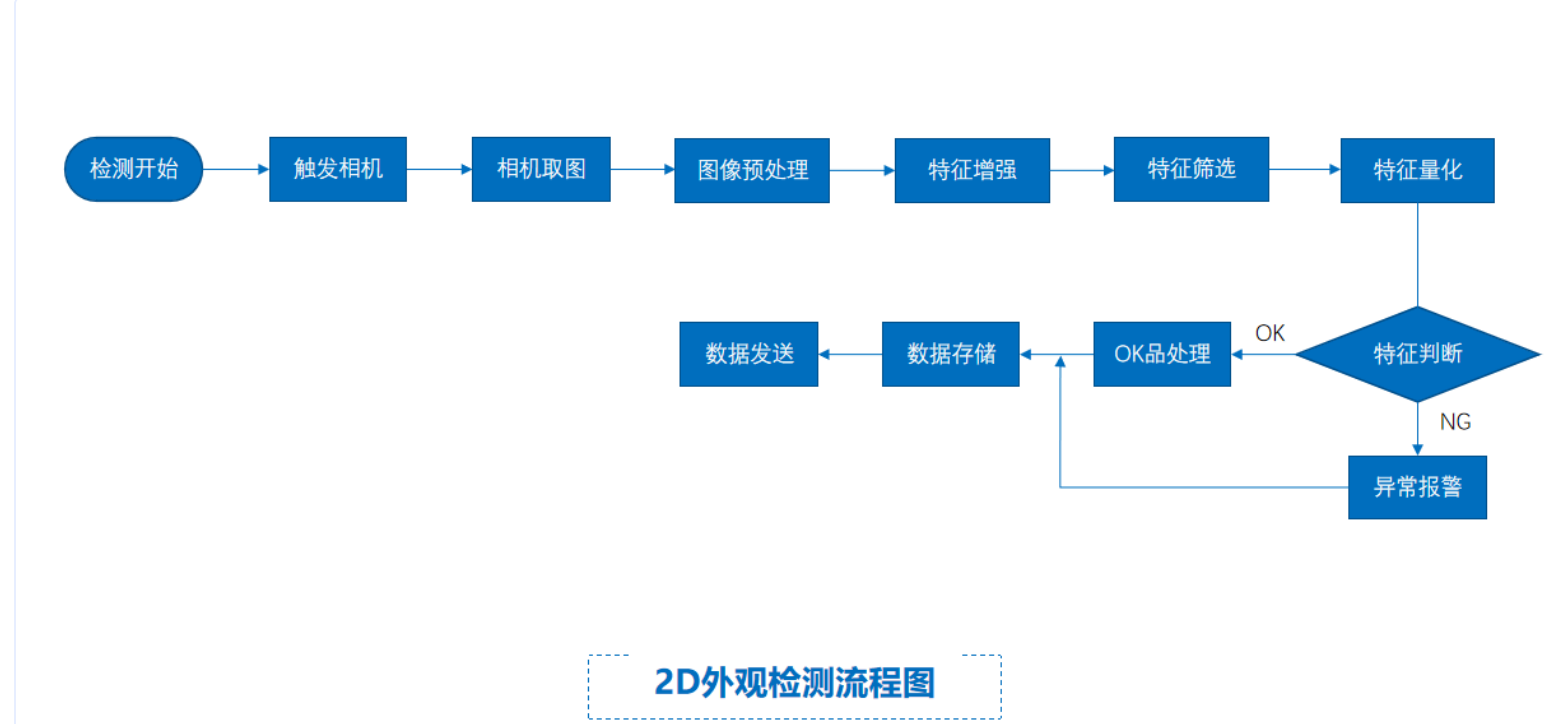 检测开始
触发相机
相机取图
图像预处理
特征增强
特征筛选
特征量化
数据发送
数据存储
OK品处理
OK
特征判断
NG
异常报警
2D外观检测流程图